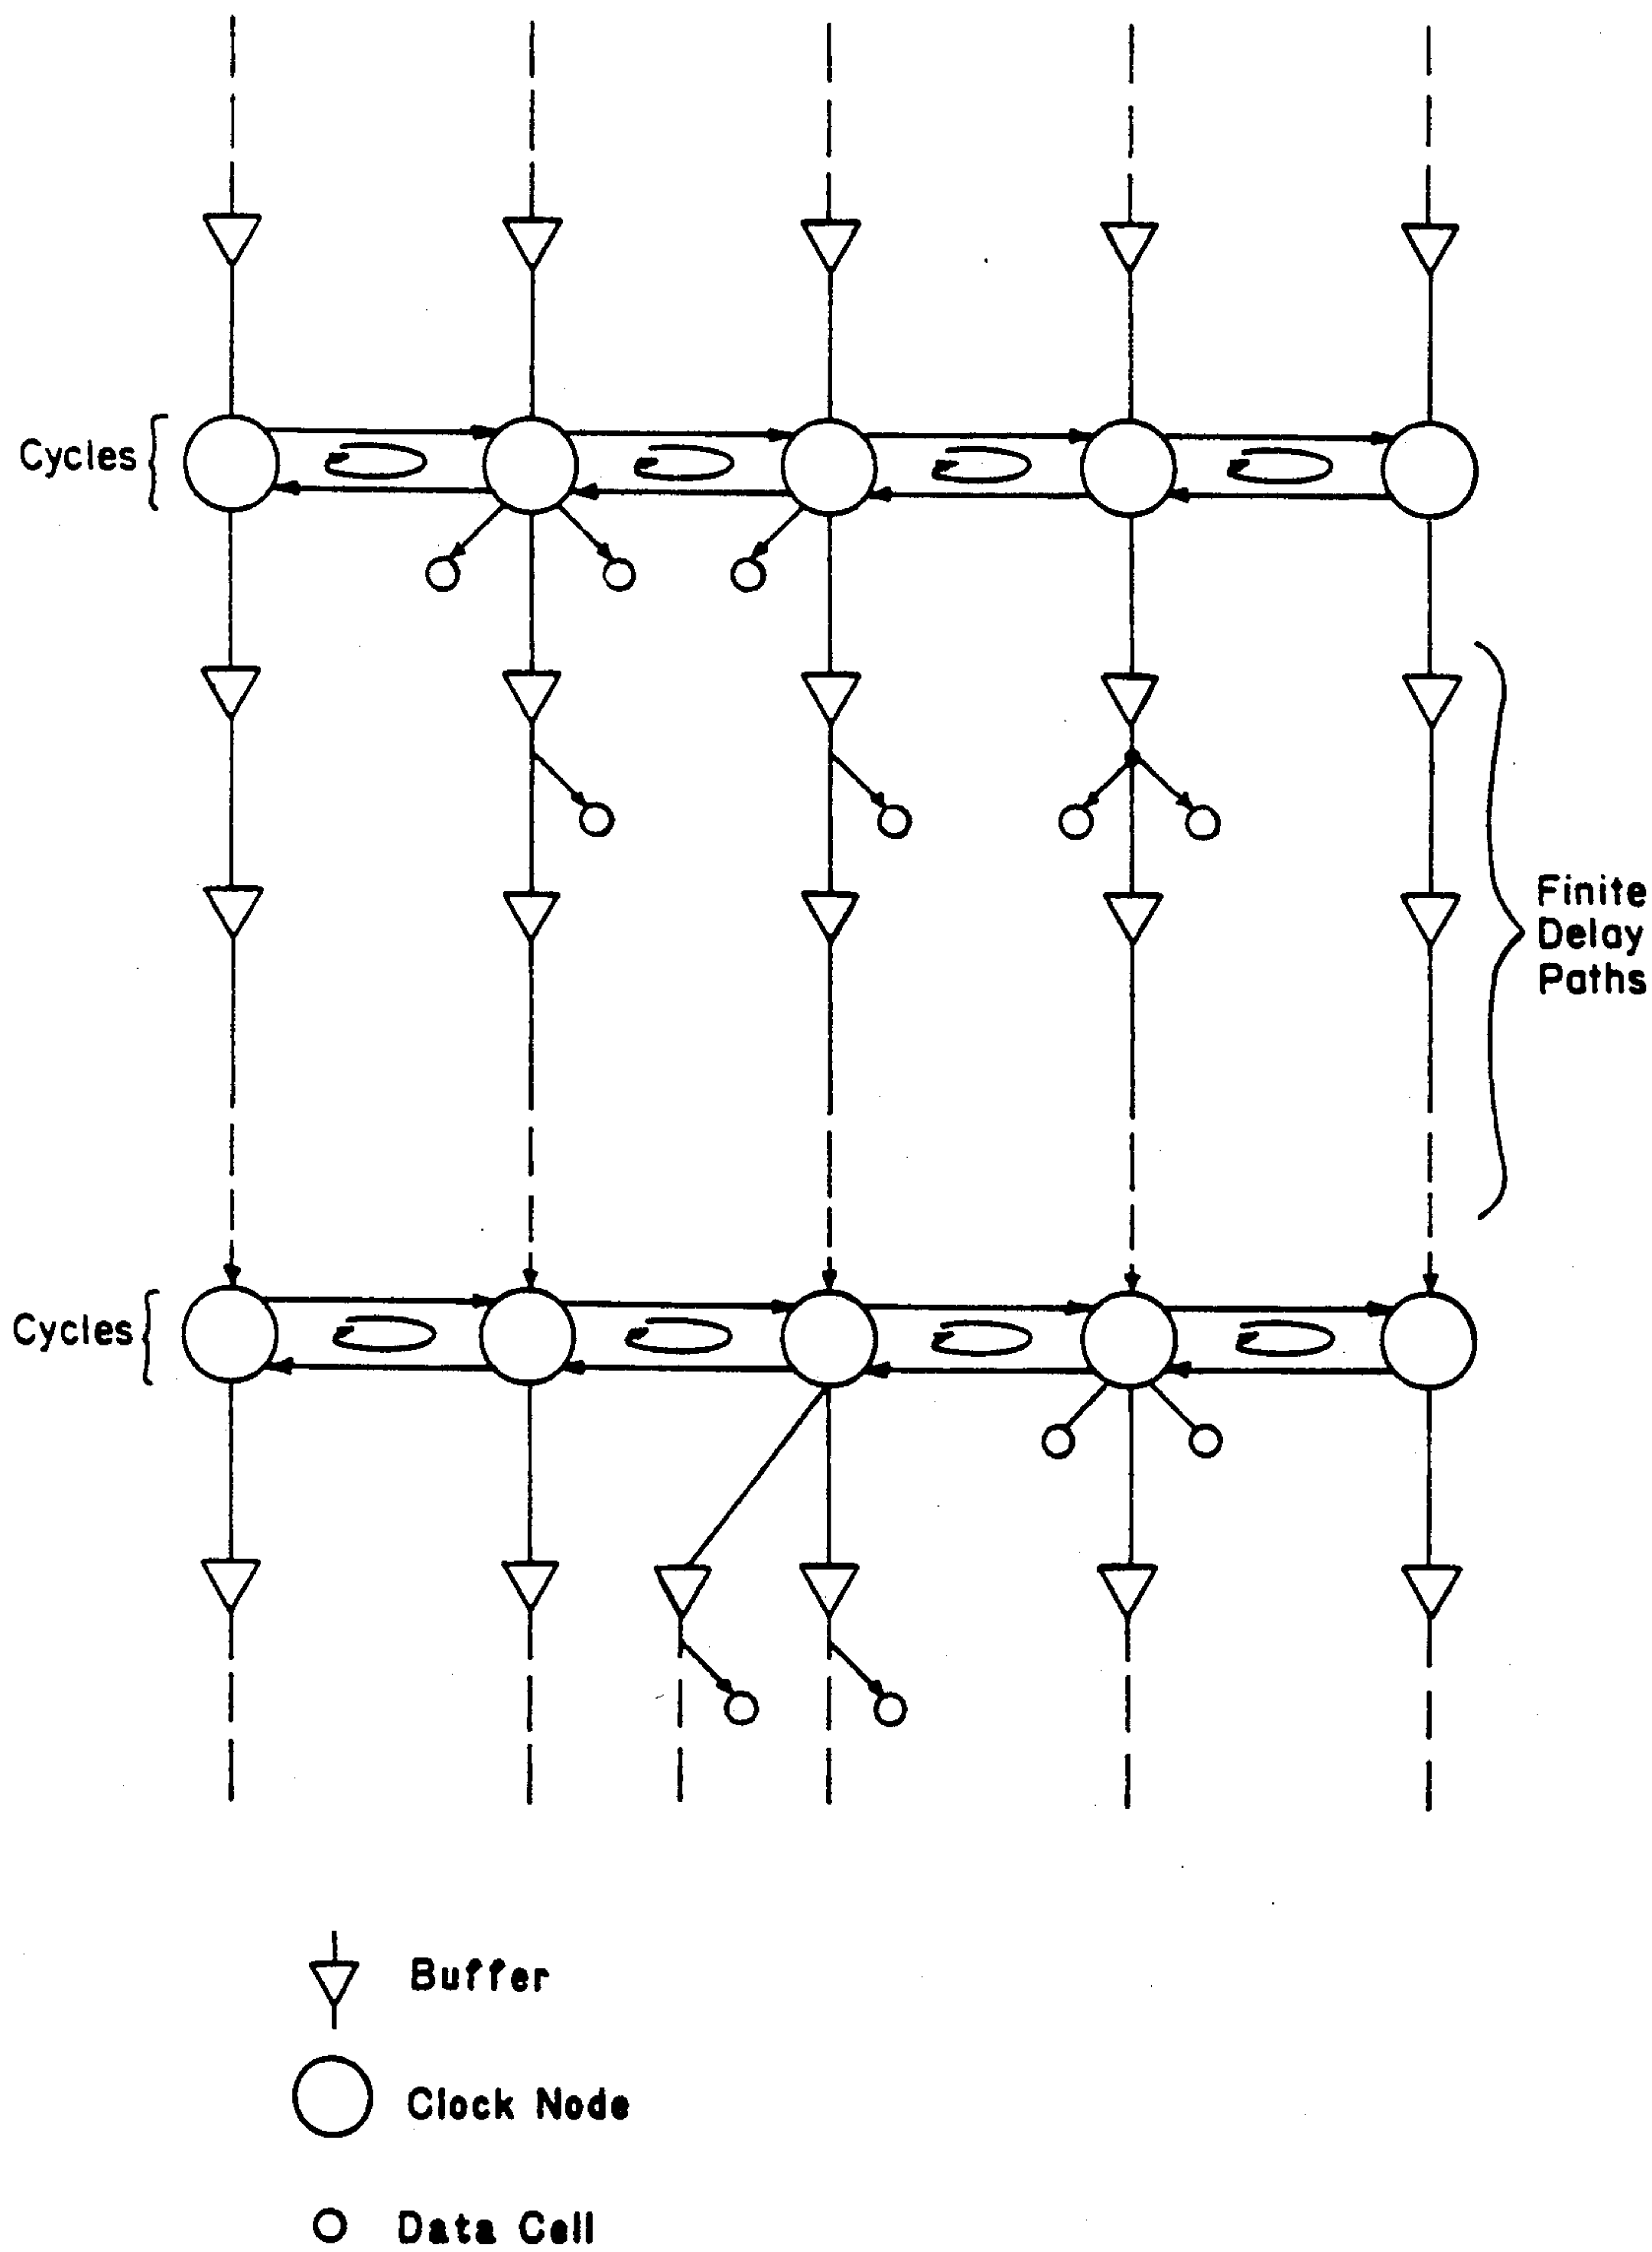 Cycles
Finite
Delay
Paths
Cycles
Buffer
Clock Node
Data Cell